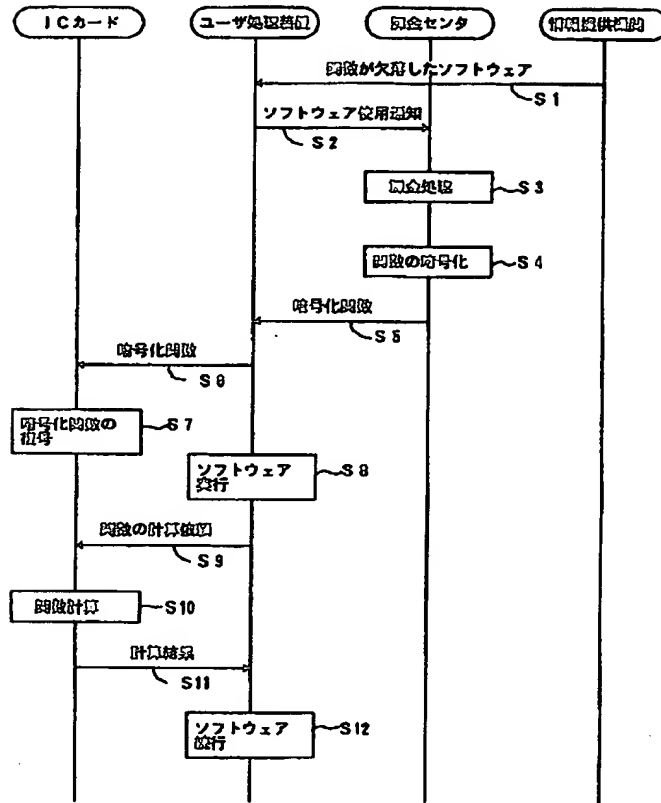 ICカード
ユーザ処理装置
課金センタ
情報提供機関
関数が欠落したソフトウェア
S1
ソフトウェア使用通知
S2
課金処理
S3
関数の暗号化
S4
暗号化関数
S5
暗号化関数
S6
暗号化関数の
復号
S7
ソフトウェア
実行
S8
関数の計算依頼
S9
関数計算
S10
計算結果
S11
ソフトウェア
実行
S12